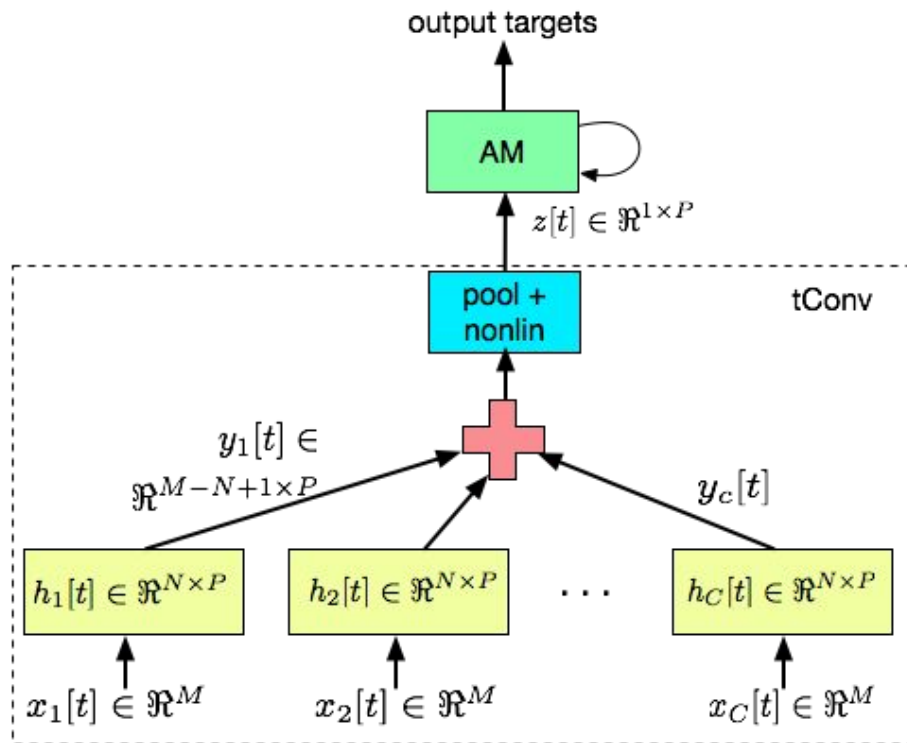 output targets
AM
z[t] ∈ ℜ^{1×P}
pool +
nonlin
tConv
y_1[t] ∈
ℜ^{M−N+1×P}
y_c[t]
h_1[t] ∈ ℜ^{N×P}
h_2[t] ∈ ℜ^{N×P}
· · ·
h_C[t] ∈ ℜ^{N×P}
x_1[t] ∈ ℜ^M
x_2[t] ∈ ℜ^M
x_C[t] ∈ ℜ^M